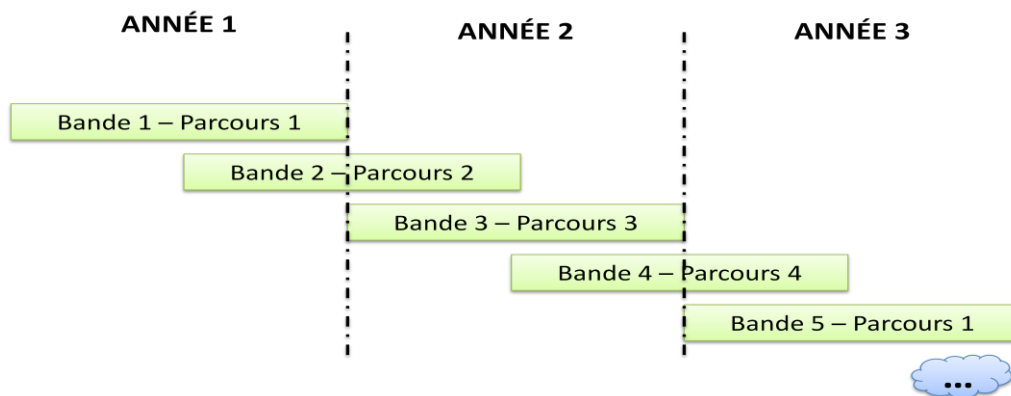 ANNÉE 1
ANNÉE 2
ANNÉE 3
Bande 1 – Parcours 1
Bande 2 – Parcours 2
Bande 3 – Parcours 3
Bande 4 – Parcours 4
Bande 5 – Parcours 1
...